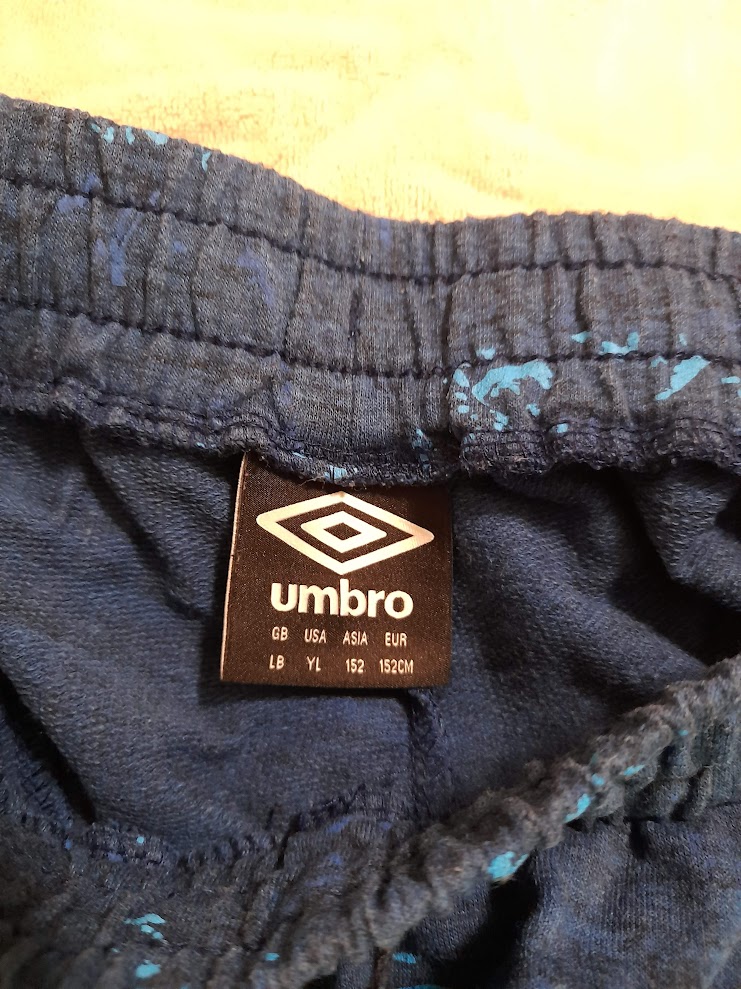 umbro
GB USA ASIA EUR
LB YL 152 152CM